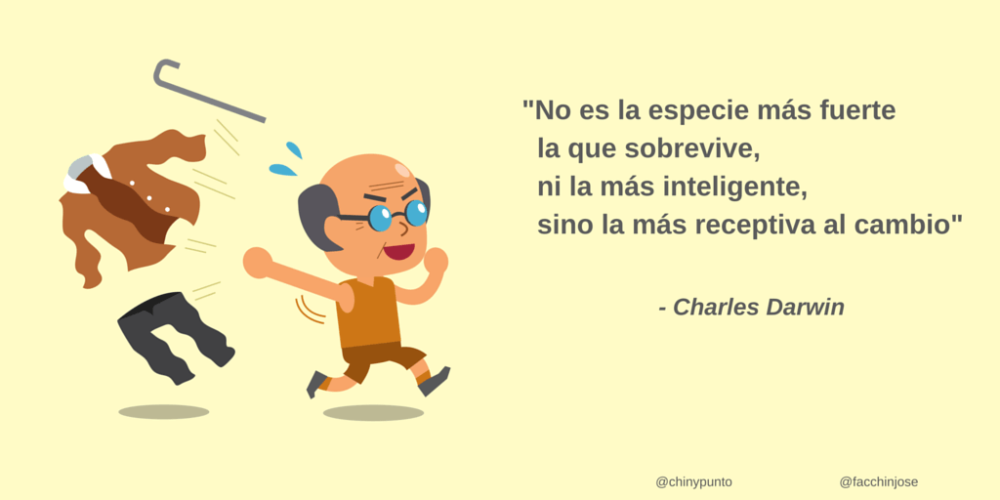 "No es la especie más fuerte
la que sobrevive,
ni la más inteligente,
sino la más receptiva al cambio"
- Charles Darwin
@chinypunto @facchinjose